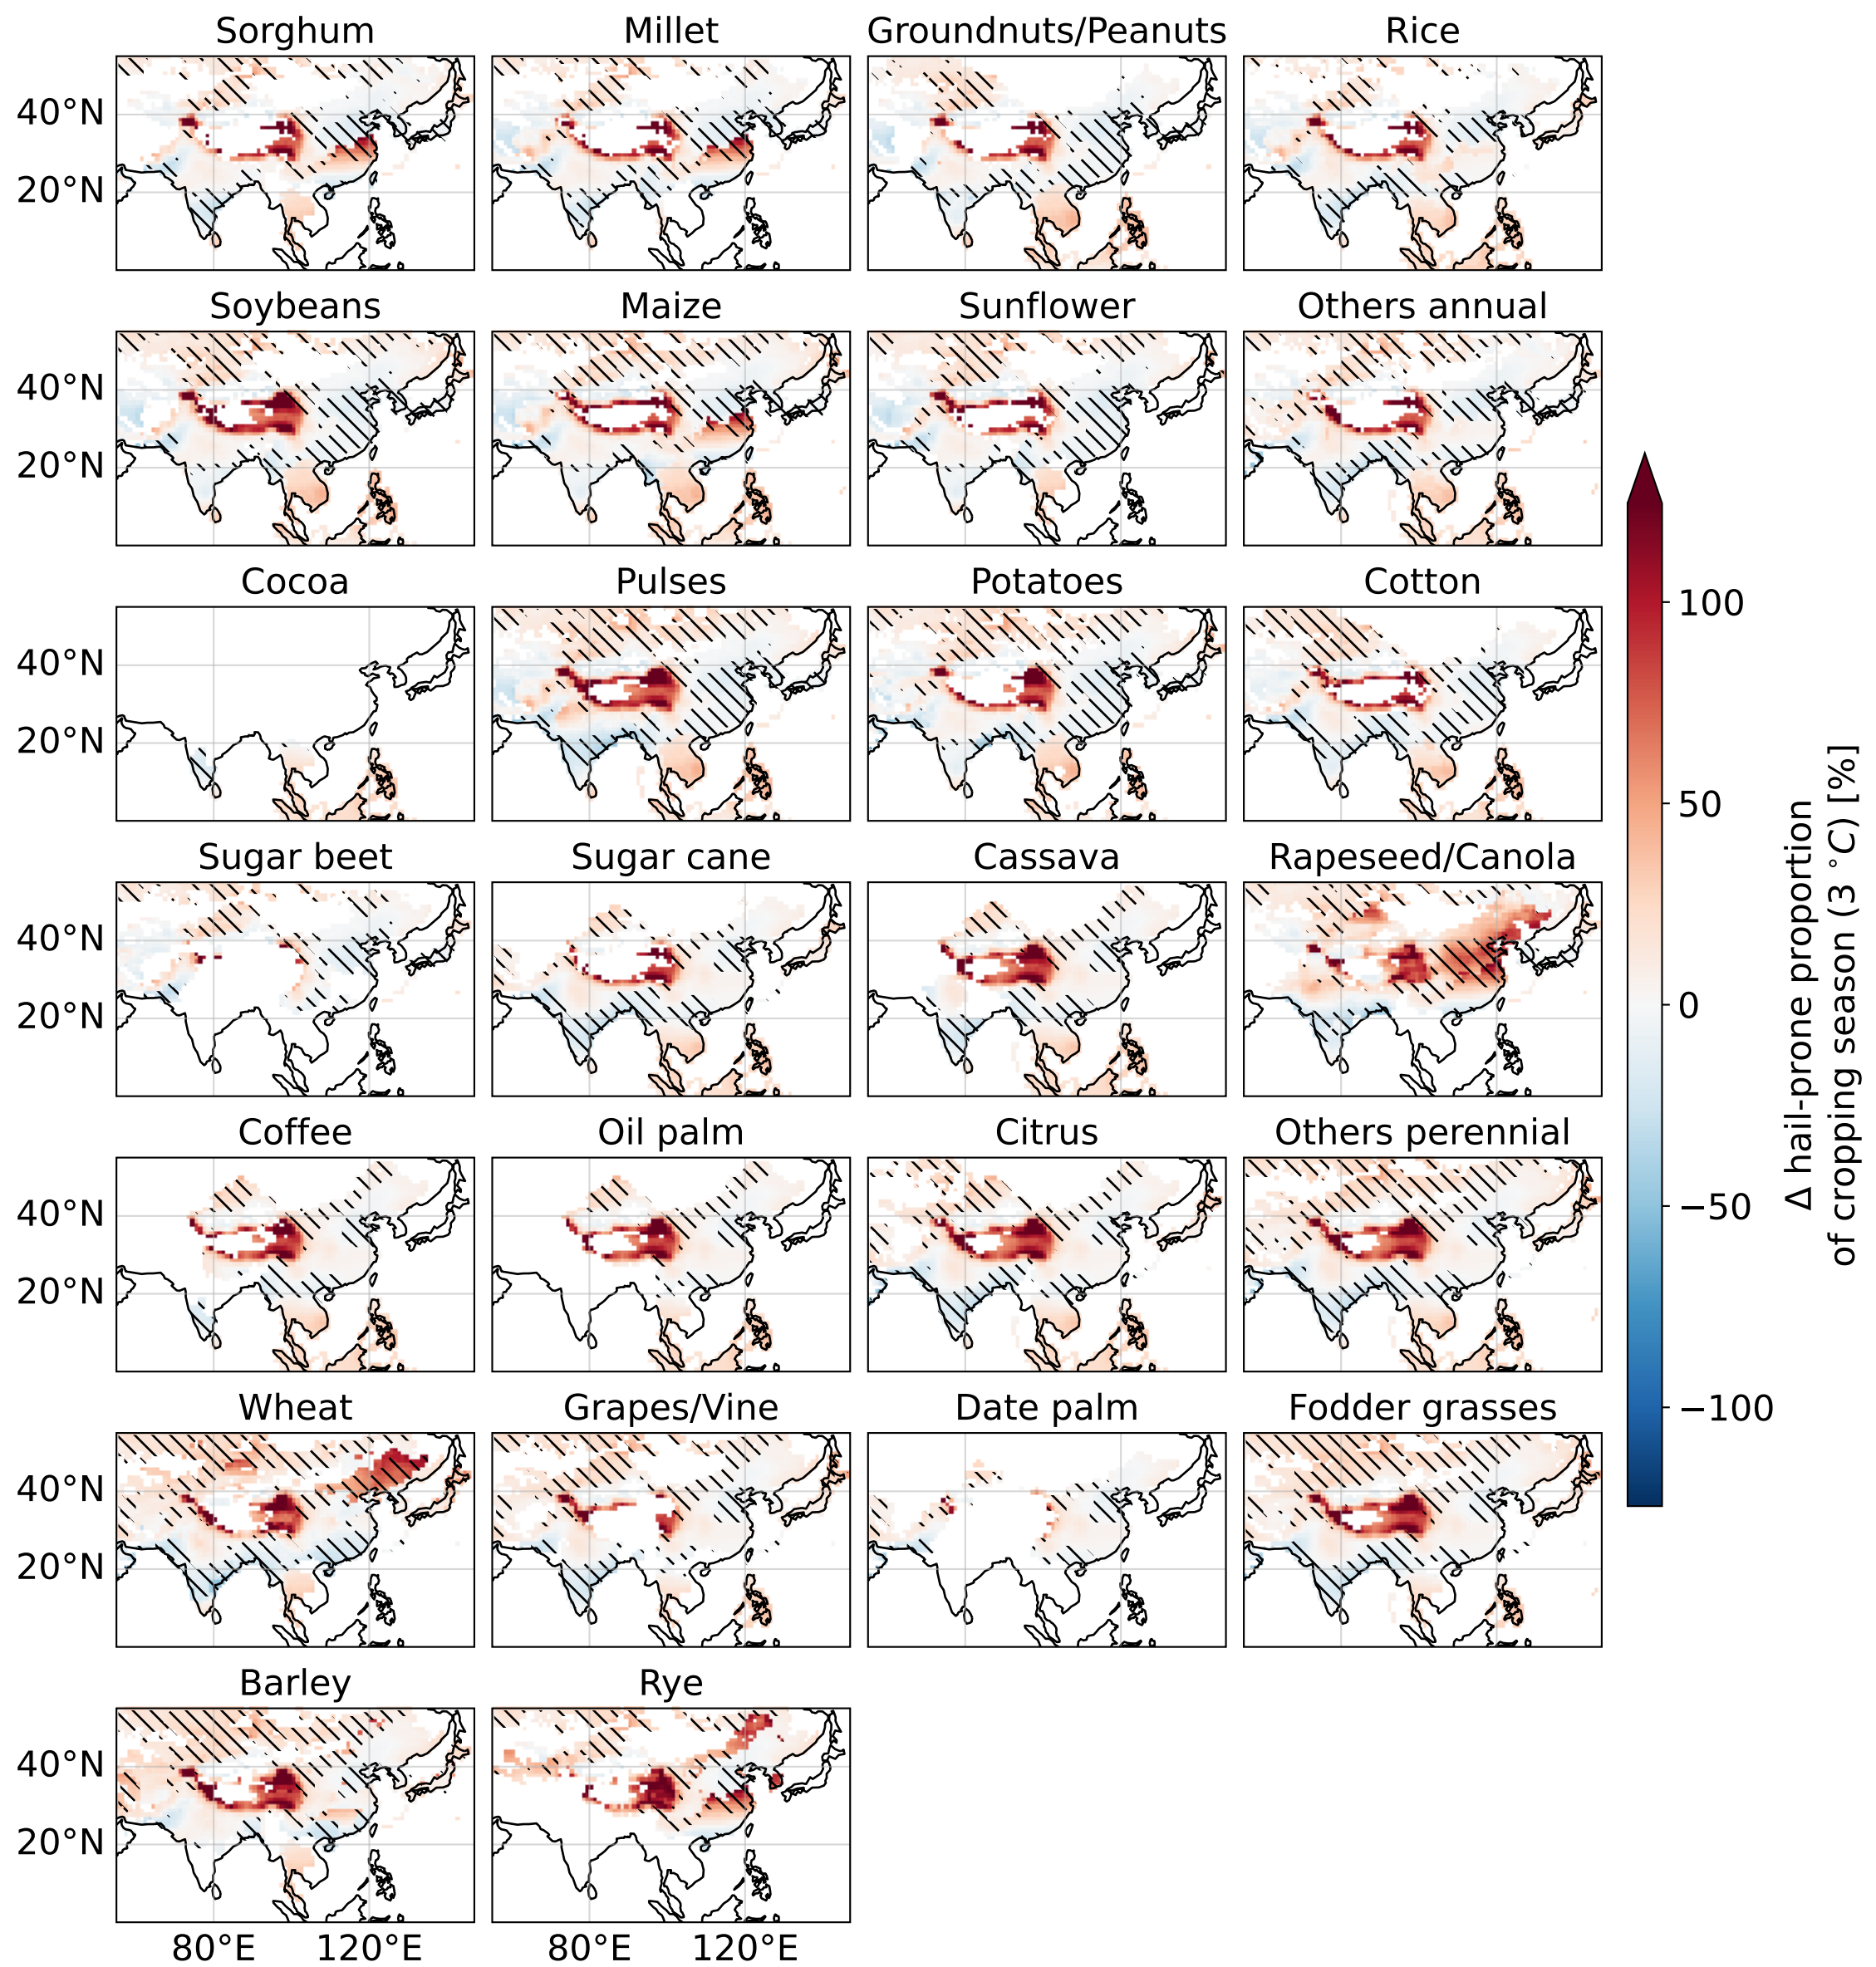 Sorghum
Millet
Groundnuts/Peanuts
Rice
40°N
20°N
Soybeans
Maize
Sunflower
Others annual
40°N
20°N
Cocoa
Pulses
Potatoes
Cotton
40°N
20°N
Sugar beet
Sugar cane
Cassava
Rapeseed/Canola
40°N
20°N
Coffee
Oil palm
Citrus
Others perennial
40°N
20°N
Wheat
Grapes/Vine
Date palm
Fodder grasses
40°N
20°N
Barley
Rye
40°N
20°N
80°E
120°E
80°E
120°E
100
50
0
−50
−100
Δ hail-prone proportion
of cropping season (3 °C) [%]